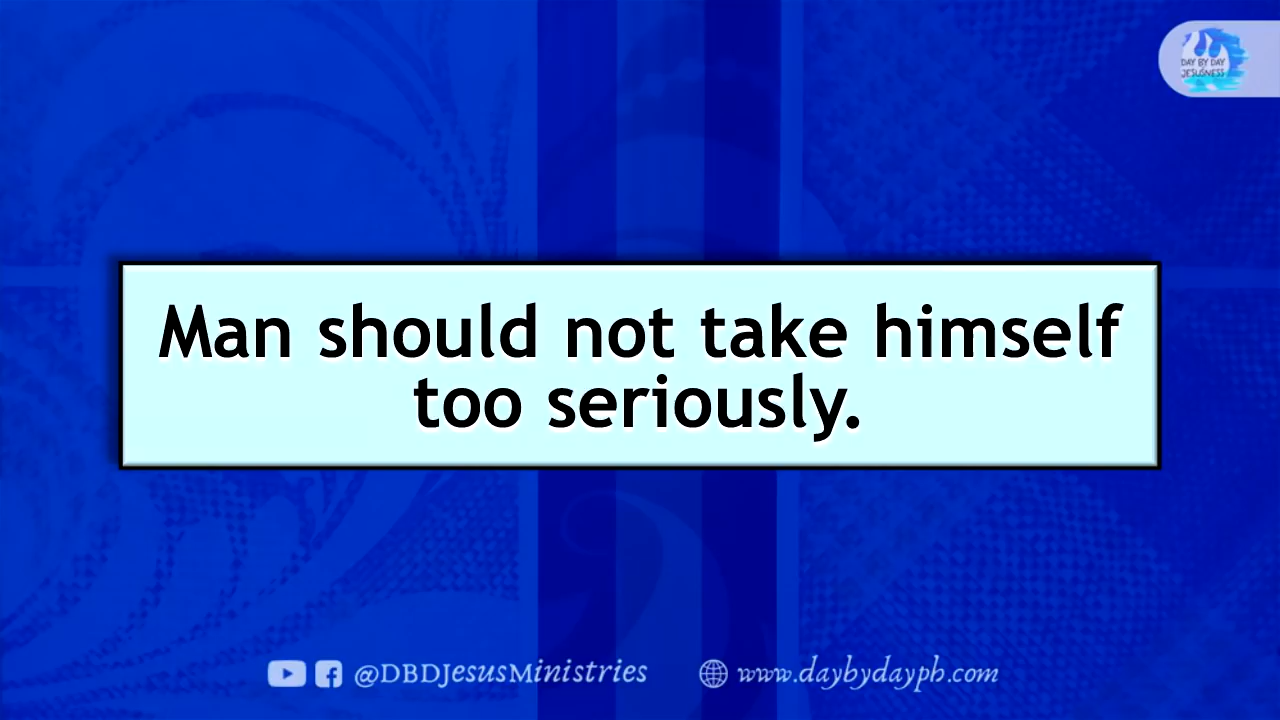 DAY BY DAY
JESUSNESS
Man should not take himself
too seriously.
@DBDJesusMinistries
www.daybydayph.com